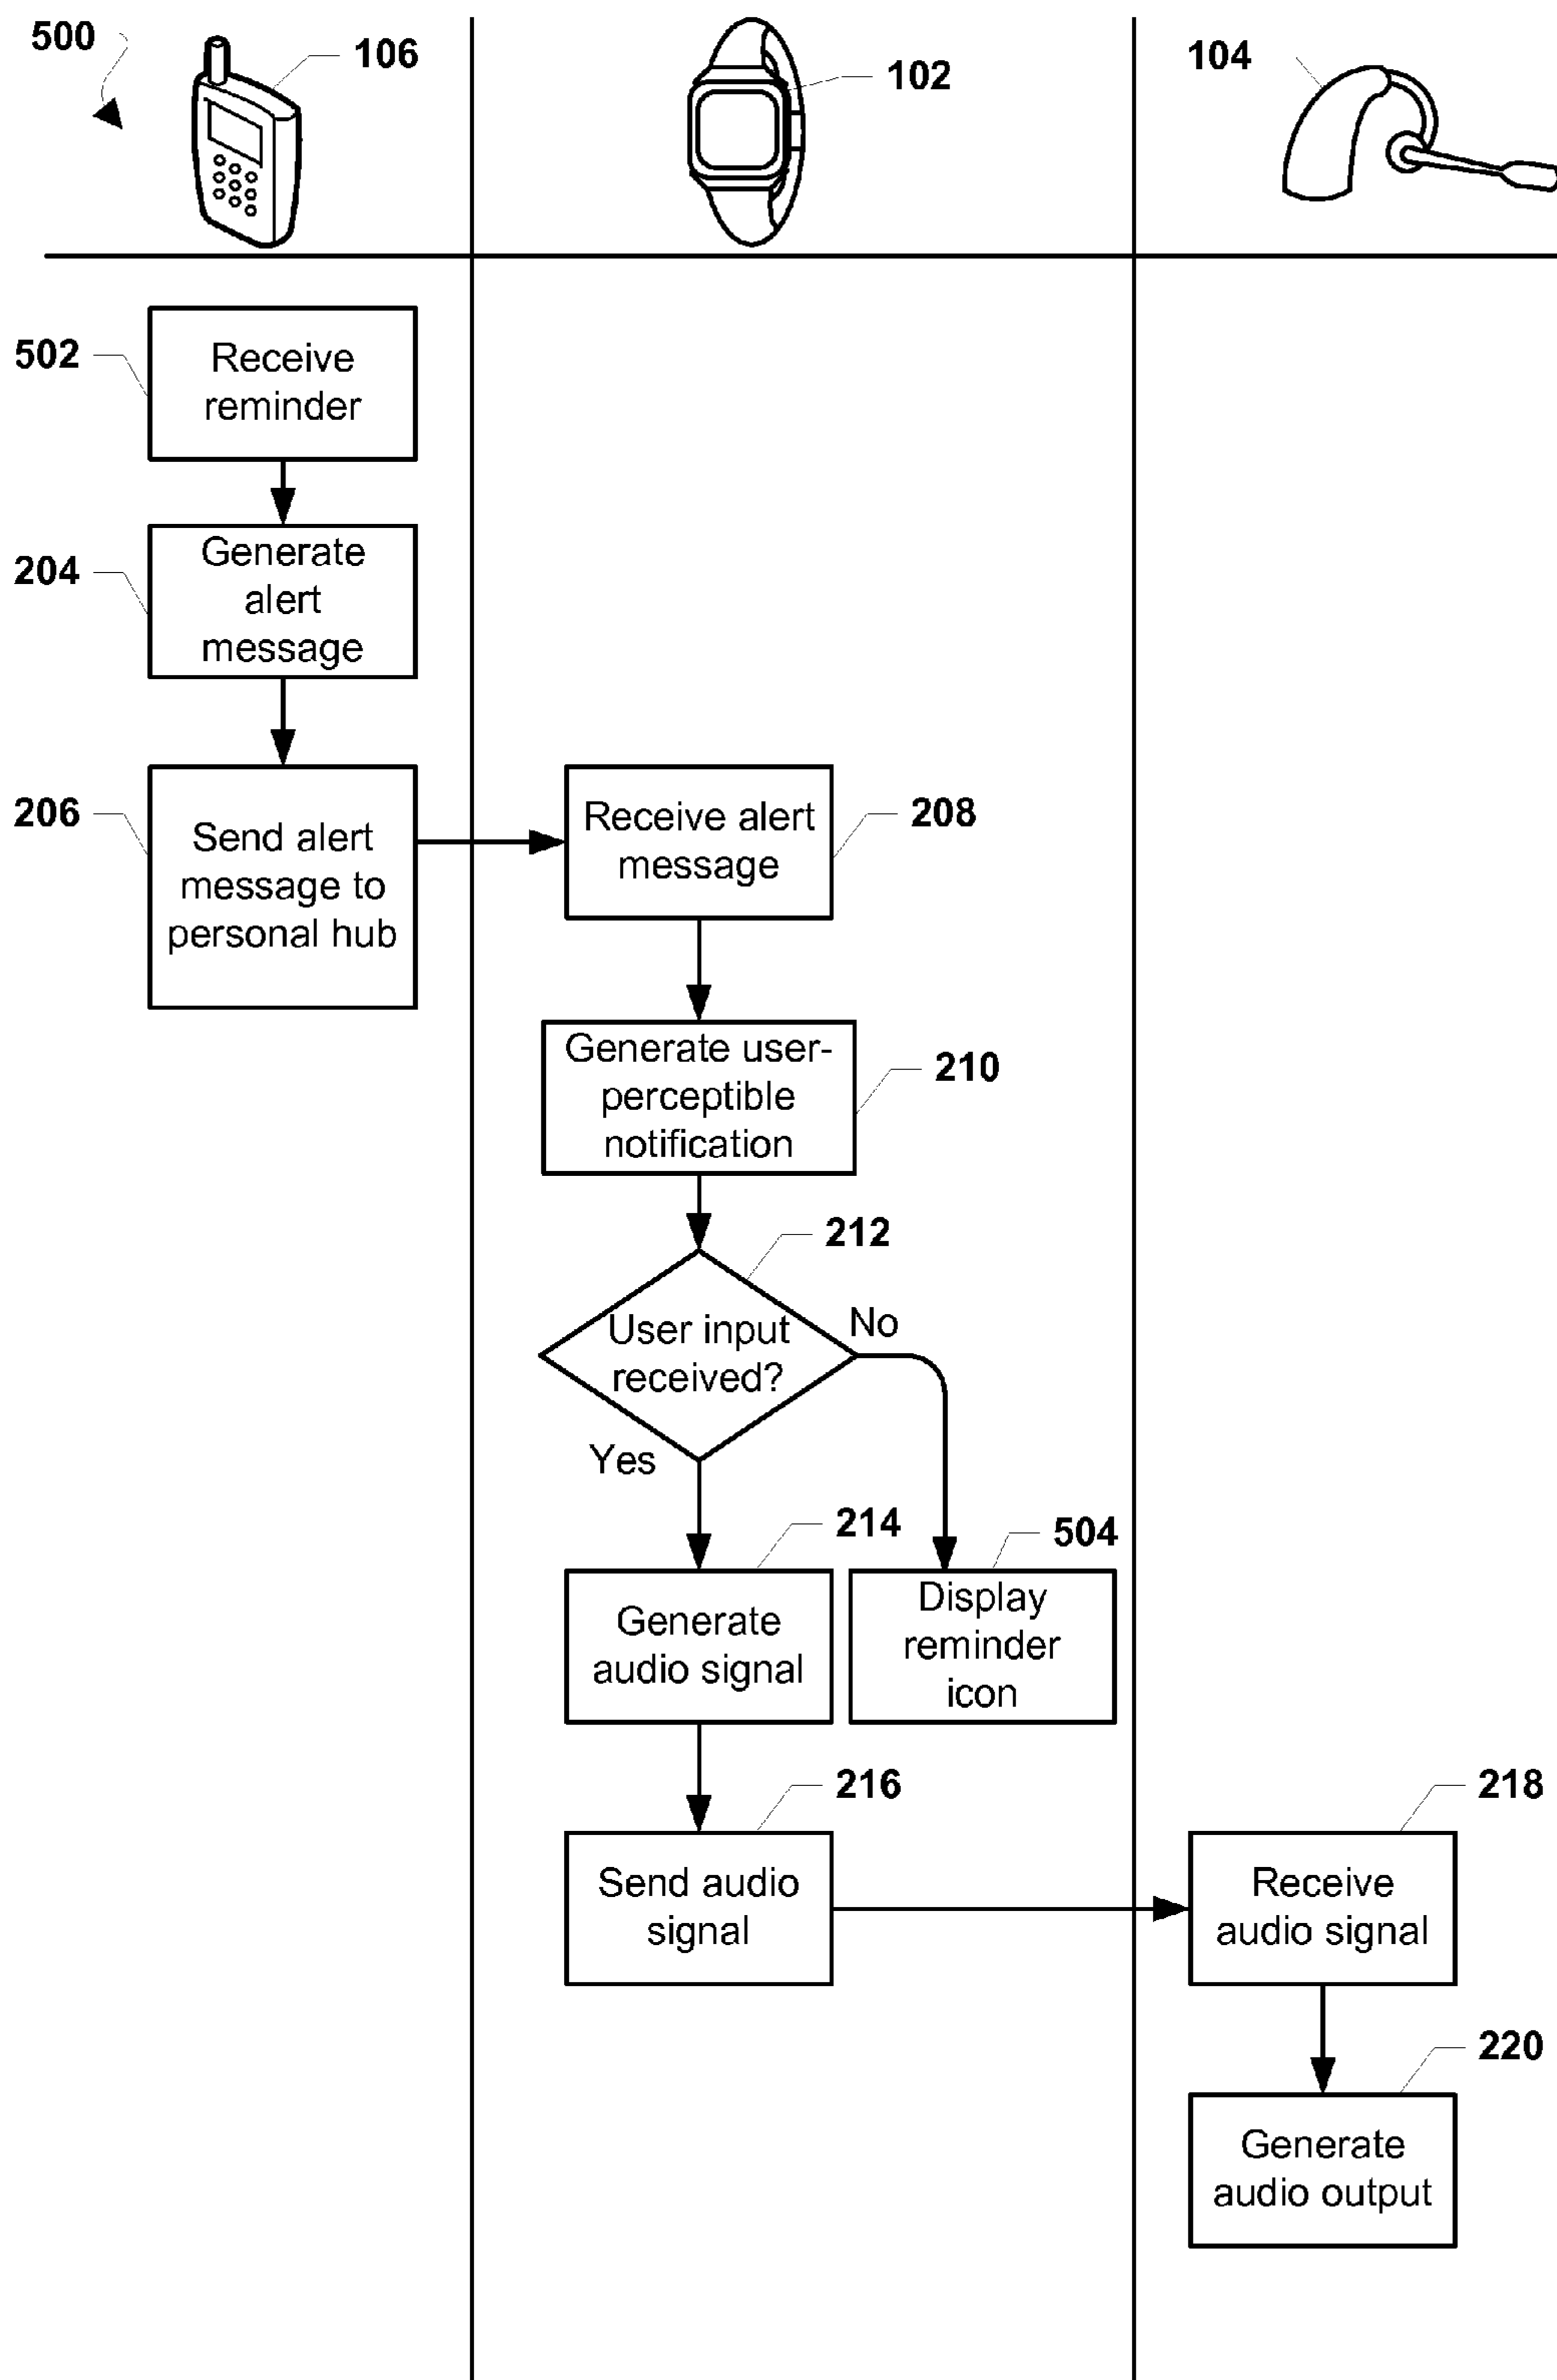 500
106
102
104
502
Receive
reminder
204
Generate
alert
message
206
Send alert
message to
personal hub
Receive alert
message
208
Generate user-
perceptible
notification
210
212
User input
received?
No
Yes
214
504
Generate
audio signal
Display
reminder
icon
216
218
Send audio
signal
Receive
audio signal
220
Generate
audio output